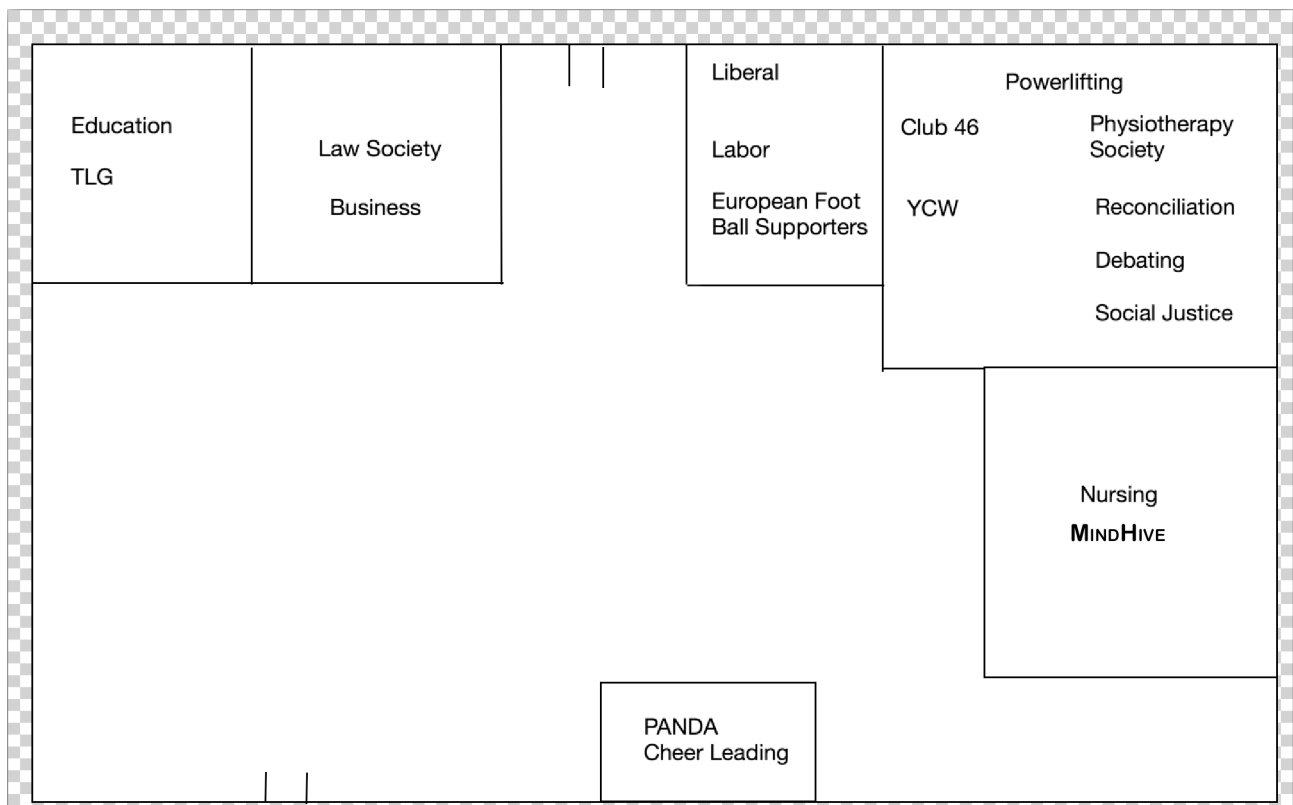 Education
TLG
Law Society
Business
Liberal
Labor
European Foot
Ball Supporters
Powerlifting
Club 46
YCW
Physiotherapy
Society
Reconciliation
Debating
Social Justice
Nursing
MINDHIVE
PANDA
Cheer Leading